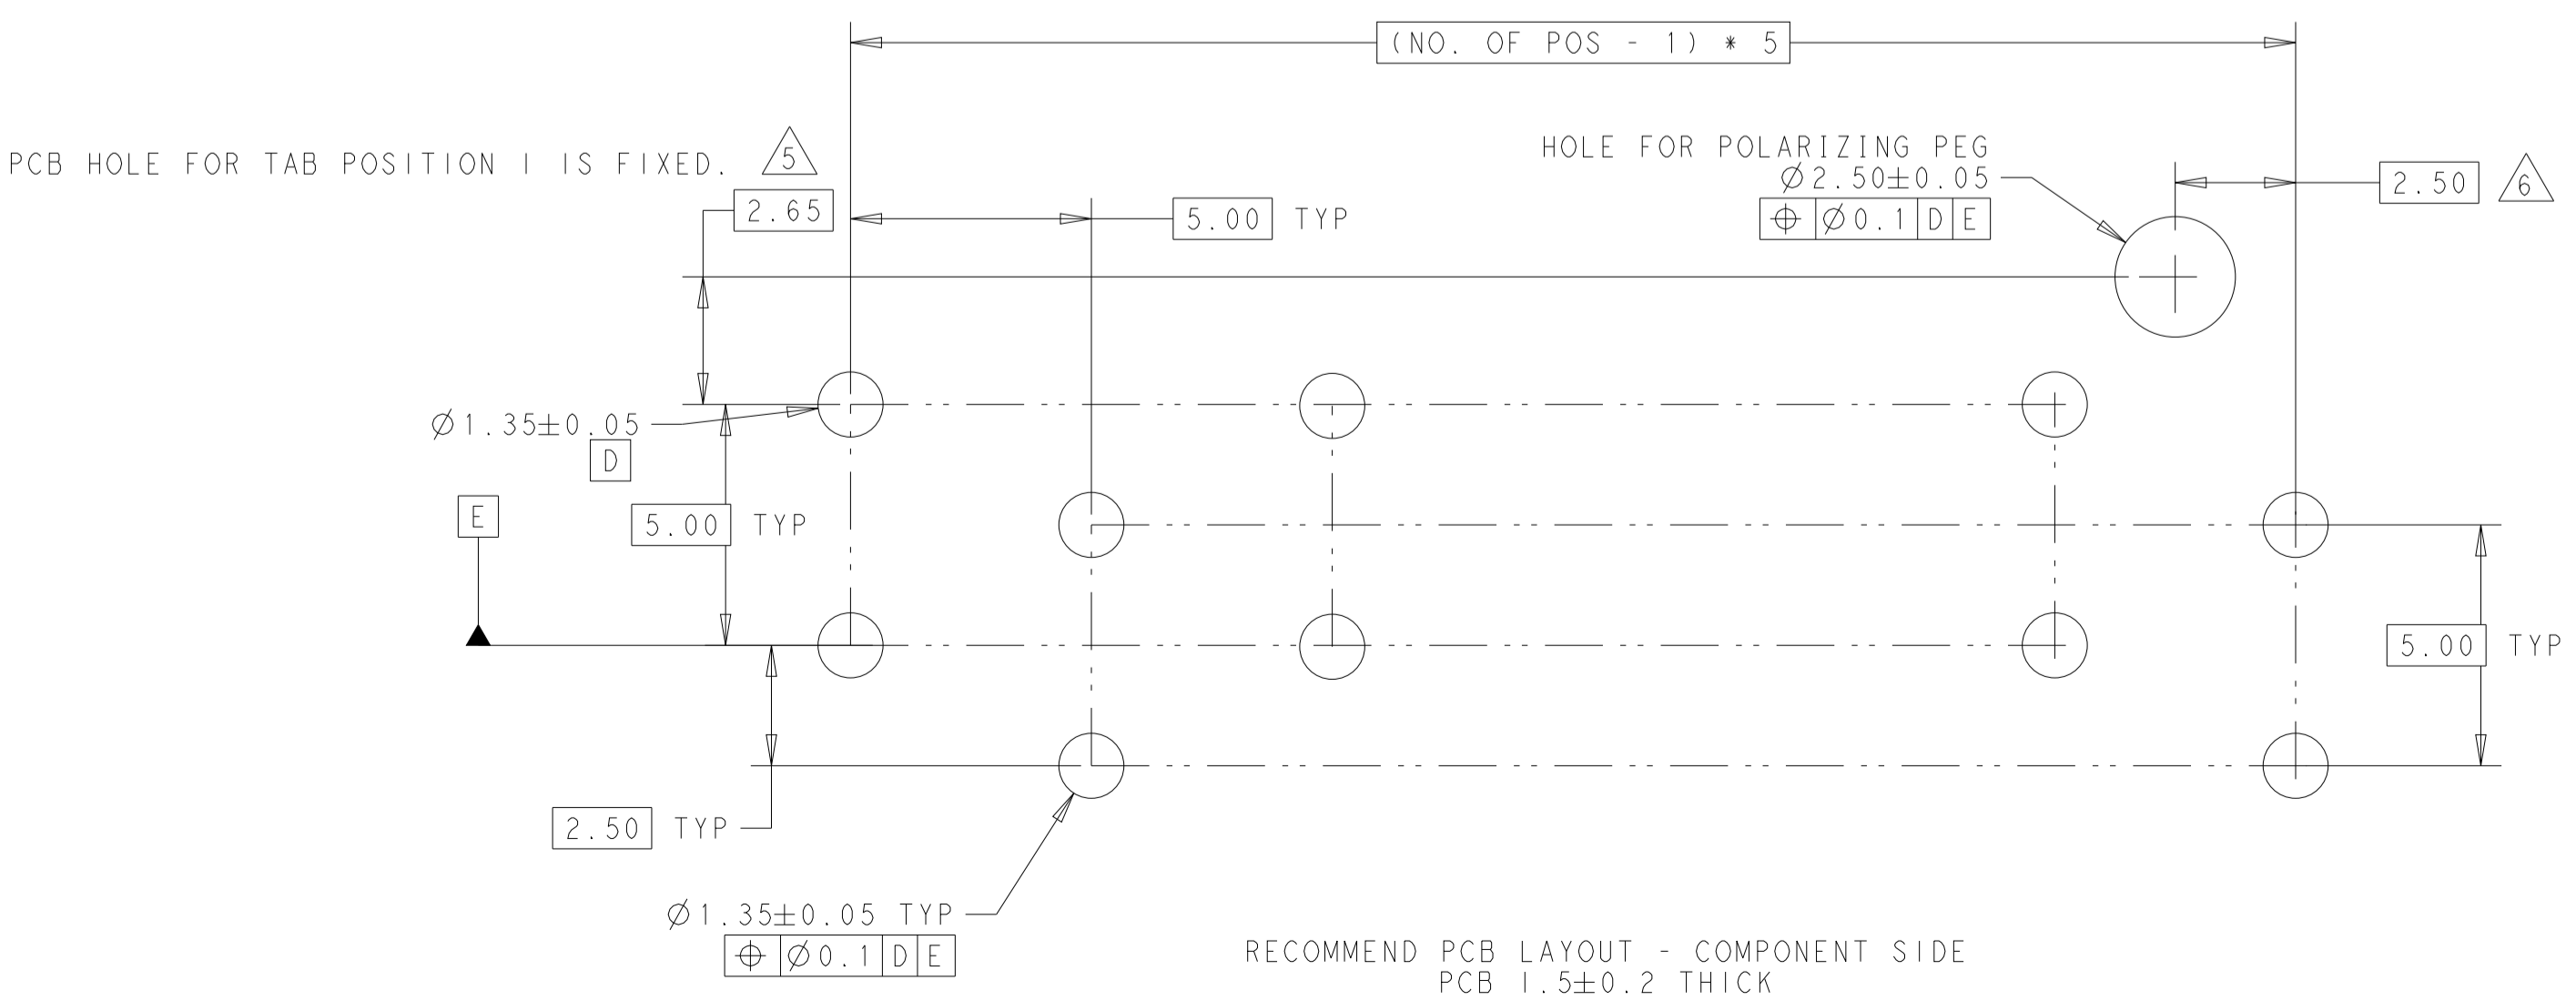 (NO. OF POS - 1) * 5
PCB HOLE FOR TAB POSITION 1 IS FIXED. 5
HOLE FOR POLARIZING PEG
Ø2.50±0.05
⌖ Ø0.1 D E
2.50 6
2.65
5.00 TYP
Ø1.35±0.05
D
E
5.00 TYP
5.00 TYP
2.50 TYP
Ø1.35±0.05 TYP
⌖ Ø0.1 D E
RECOMMEND PCB LAYOUT - COMPONENT SIDE
PCB 1.5±0.2 THICK